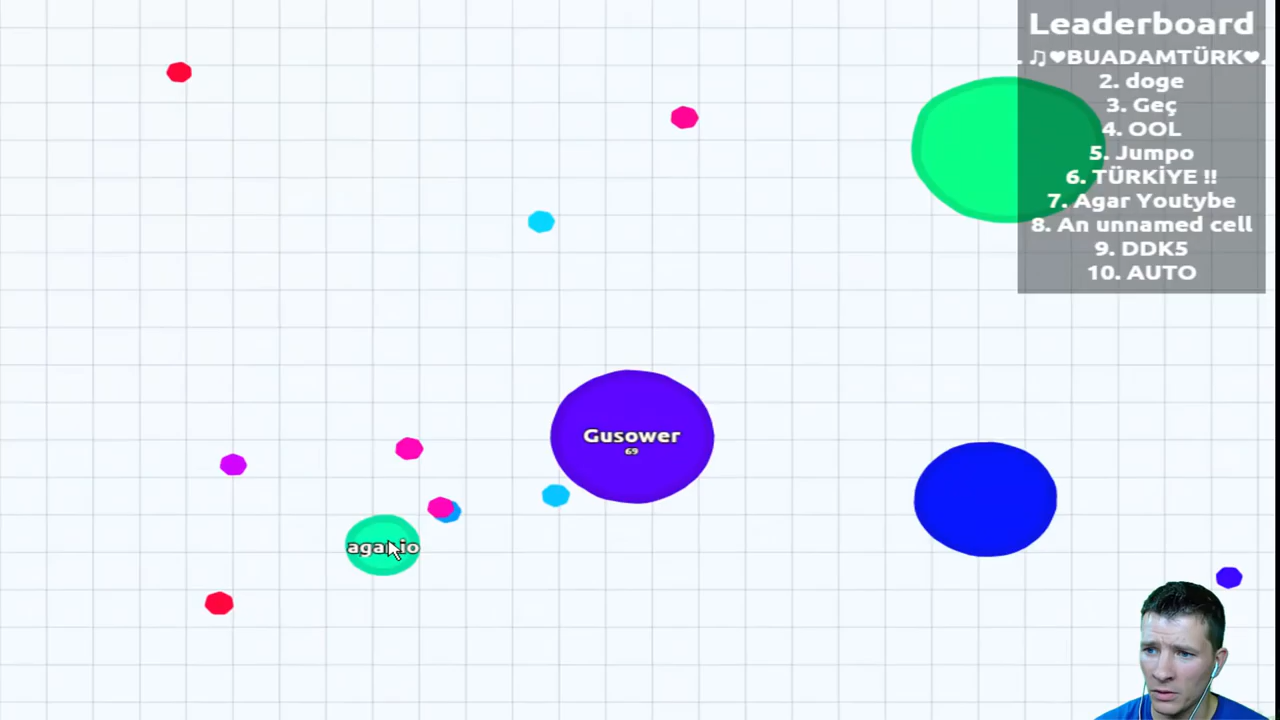 Leaderboard
. ♫♥BUADAMTÜRK♥.
2. doge
3. Geç
4. OOL
5. Jumpo
6. TÜRKİYE !!
7. Agar Youtybe
8. An unnamed cell
9. DDK5
10. AUTO
Gusower
69
agar.io